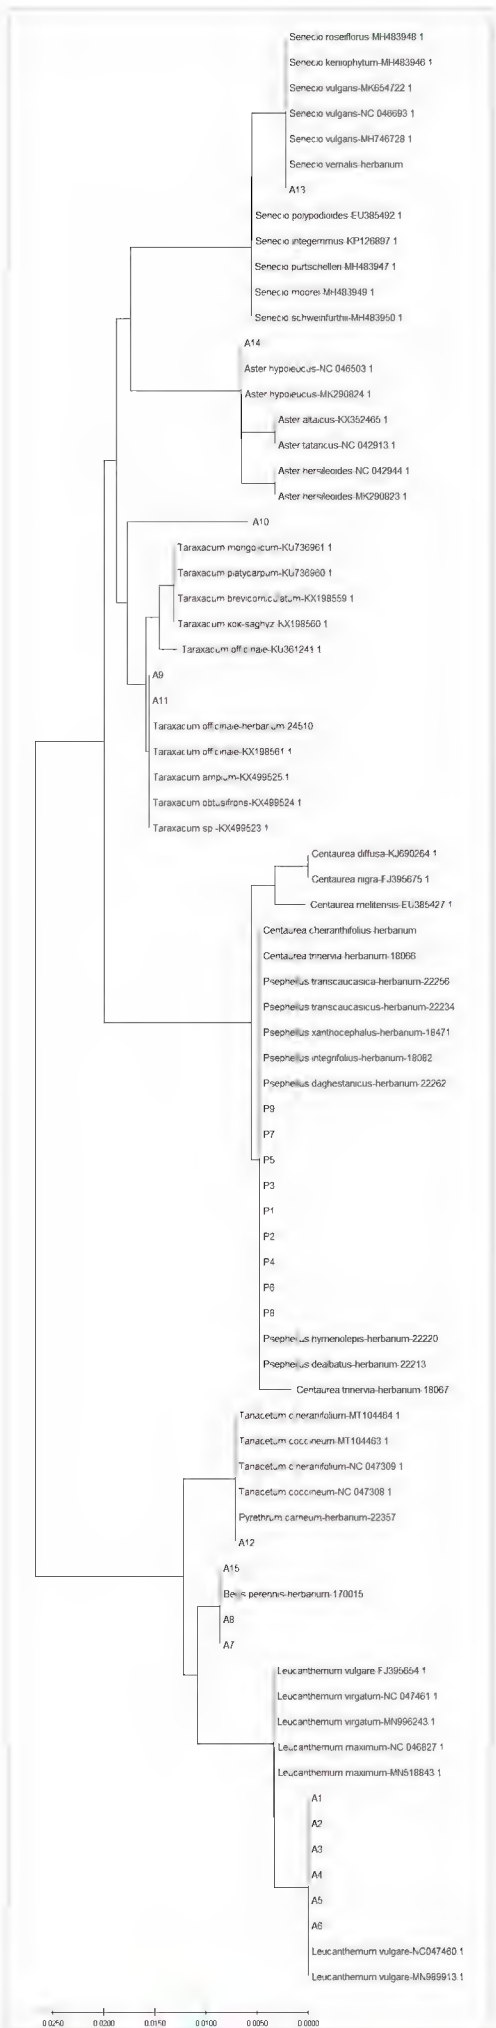 Senecio roseiflorus-MH483948 1
Senecio keniophytum-MH483946 1
Senecio vulgaris-MK654722 1
Senecio vulgaris-NC 046693 1
Senecio vulgaris-MH746728 1
Senecio vernalis-herbarium
A13
Senecio polypodioides-EU385492 1
Senecio integerrimus-KP126897 1
Senecio purtschelleri-MH483947 1
Senecio moorei-MH483949 1
Senecio schweinfurthii-MH483950 1
A14
Aster hypoleucus-NC 046503 1
Aster hypoleucus-MK290824 1
Aster altaicus-KX352465 1
Aster tataricus-NC 042913 1
Aster hersileoides-NC 042944 1
Aster hersileoides-MK290823 1
A10
Taraxacum mongolicum-KU736961 1
Taraxacum platycarpum-KU736960 1
Taraxacum brevicorniculatum-KX198559 1
Taraxacum kok-saghyz-KX198560 1
Taraxacum officinale-KU361241 1
A9
A11
Taraxacum officinale-herbarium 24510
Taraxacum officinale-KX198561 1
Taraxacum amplum-KX499525 1
Taraxacum obtusifrons-KX499524 1
Taraxacum sp -KX499523 1
Centaurea diffusa-KJ690264 1
Centaurea nigra-FJ395675 1
Centaurea melitensis-EU385427 1
Centaurea cheiranthifolius-herbarium
Centaurea trinervia-herbarium-18066
Psephellus transcaucasica-herbarium-22256
Psephellus transcaucasicus-herbarium-22234
Psephellus xanthocephalus-herbarium-18471
Psephellus integrifolius-herbarium-18082
Psephellus daghestanicus-herbarium-22262
P9
P7
P5
P3
P1
P2
P4
P6
P8
Psephellus hymenolepis-herbarium-22220
Psephellus dealbatus-herbarium-22213
Centaurea trinervia-herbarium-18067
Tanacetum cinerariifolium-MT104464 1
Tanacetum coccineum-MT104463 1
Tanacetum cinerariifolium-NC 047309 1
Tanacetum coccineum-NC 047308 1
Pyrethrum carneum-herbarium-22357
A12
A15
Bellis perennis-herbarium-170015
A8
A7
Leucanthemum vulgare FJ395654 1
Leucanthemum virgatum-NC 047461 1
Leucanthemum virgatum-MN996243 1
Leucanthemum maximum-NC 046827 1
Leucanthemum maximum-MN518843 1
A1
A2
A3
A4
A5
A6
Leucanthemum vulgare-NC047460.1
Leucanthemum vulgare-MN989913.1
0.0250 0.0200 0.0150 0.0100 0.0050 0.0000